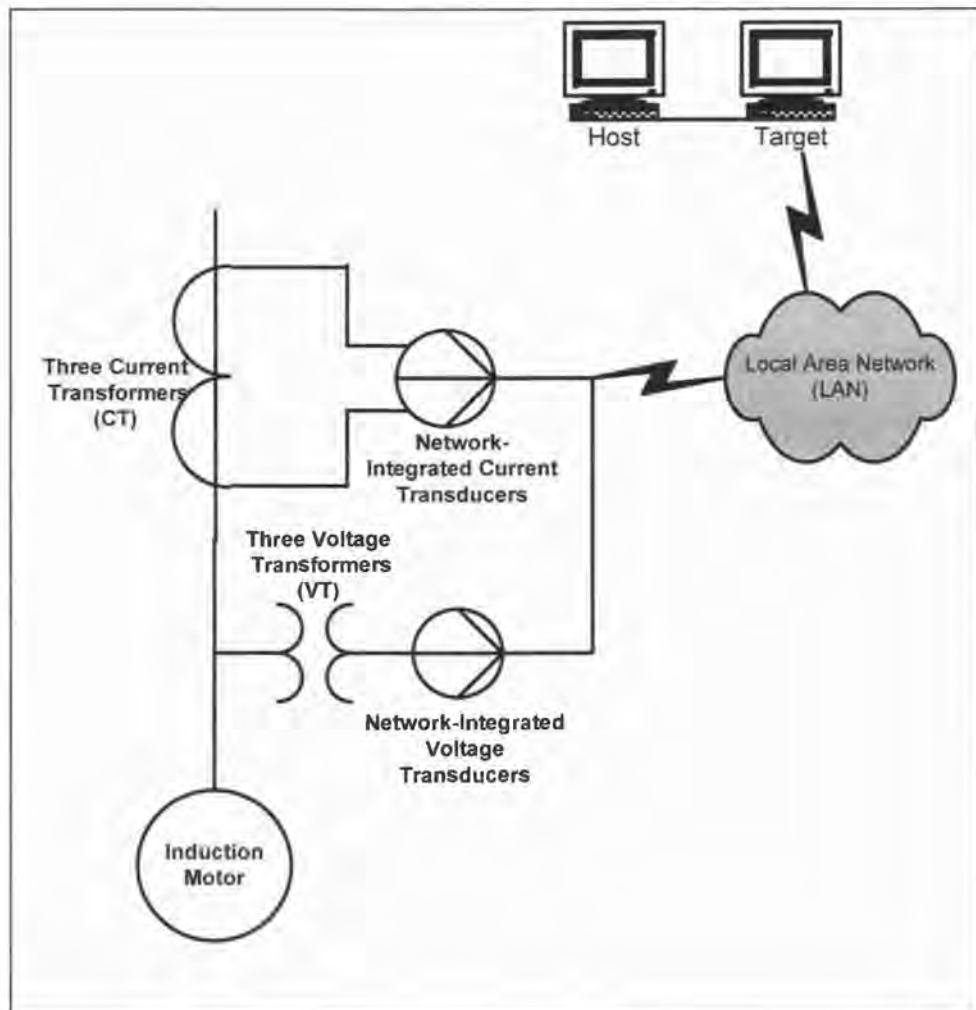 Host
Target
Three Current
Transformers
(CT)
Local Area Network
(LAN)
Network-
Integrated Current
Transducers
Three Voltage
Transformers
(VT)
Network-Integrated
Voltage
Transducers
Induction
Motor